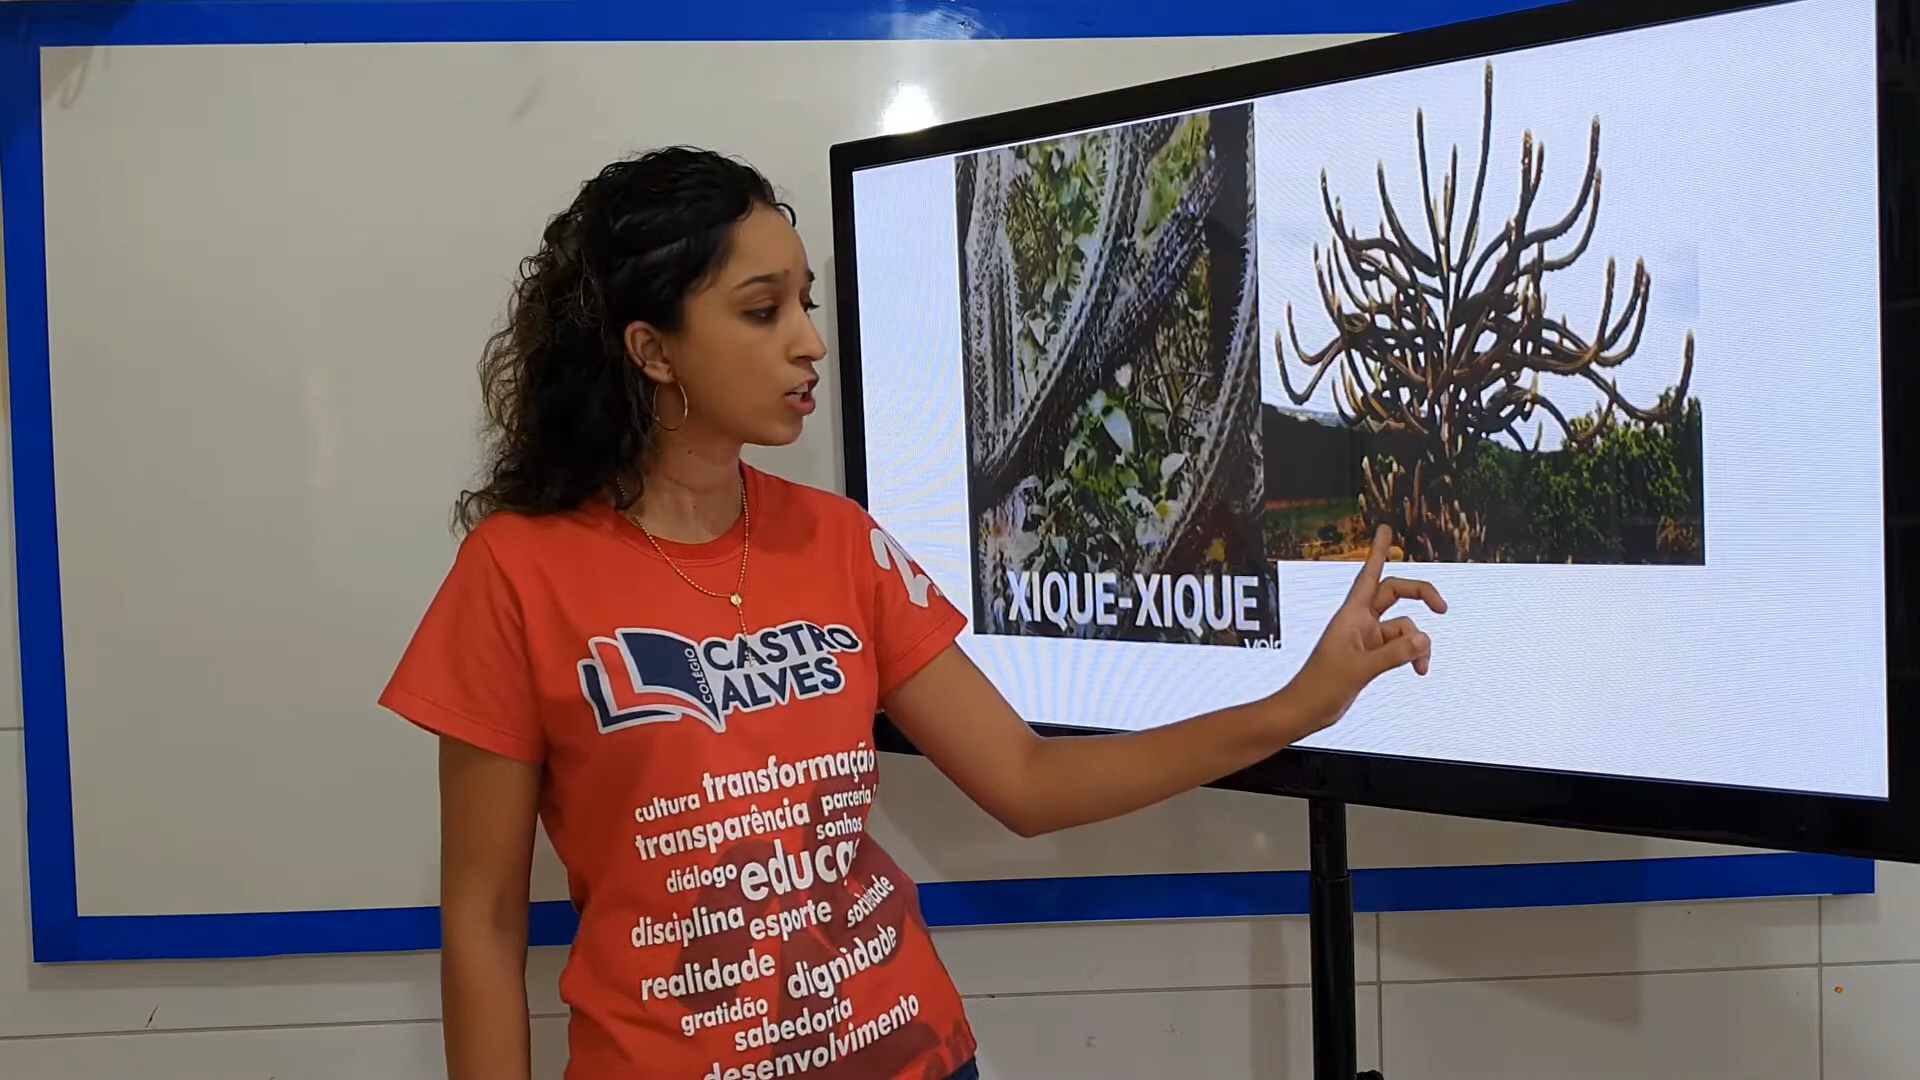 XIQUE-XIQUE
COLÉGIO
CASTRO
ALVES
cultura transformação
transparência parceria
sonhos
diálogo
disciplina esporte sociedade
realidade dignidade
gratidão
sabedoria
desenvolvimento